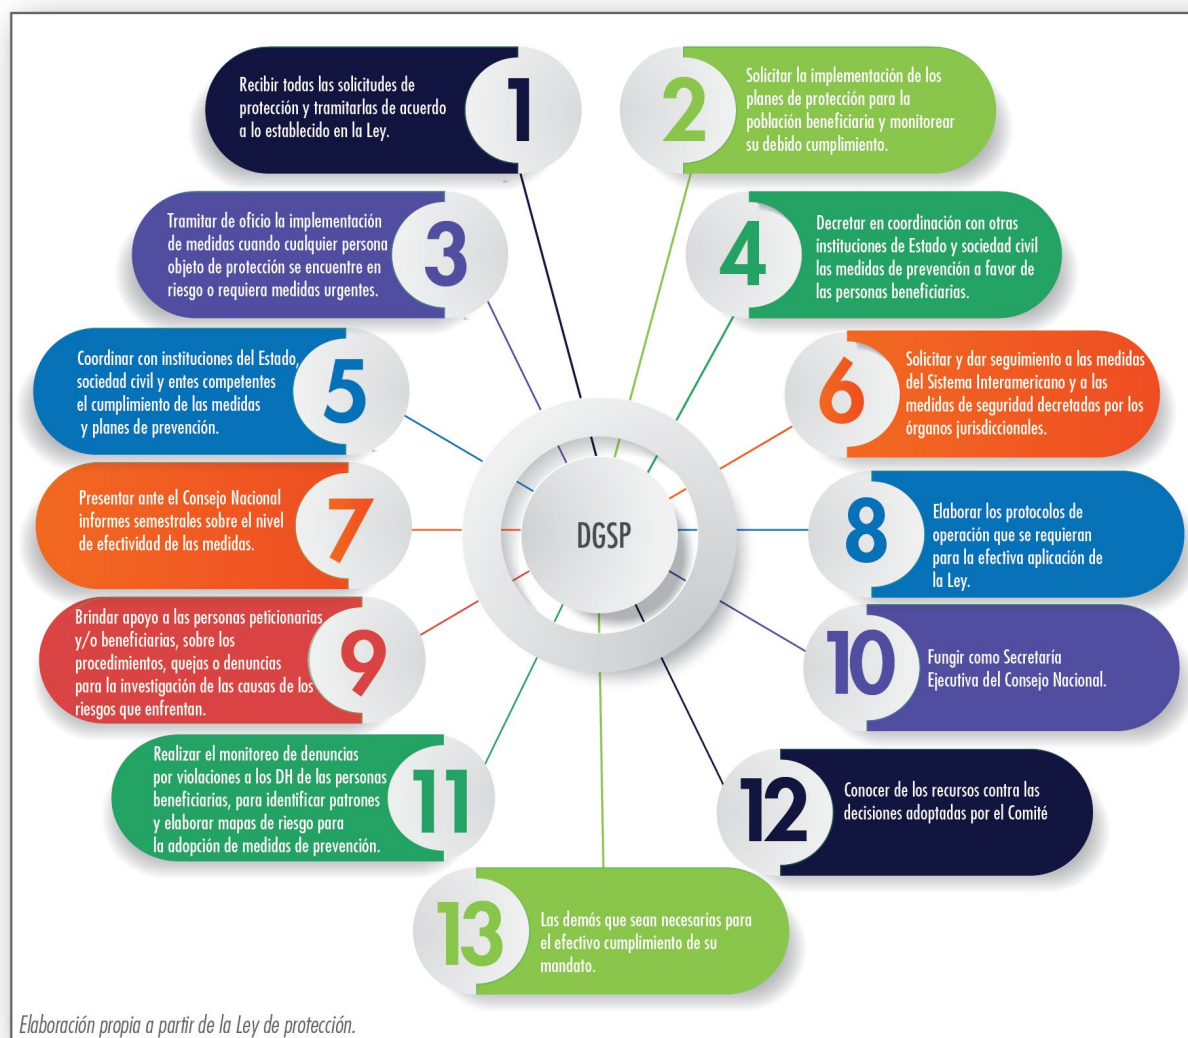 Recibir todas las solicitudes de
protección y tramitarlas de acuerdo
a lo establecido en la Ley.
1
2
Solicitar la implementación de los
planes de protección para la
población beneficiaria y monitorear
su debido cumplimiento.
Tramitar de oficio la implementación
de medidas cuando cualquier persona
objeto de protección se encuentre en
riesgo o requiera medidas urgentes.
3
4
Decretar en coordinación con otras
instituciones de Estado y sociedad civil
las medidas de prevención a favor de
las personas beneficiarias.
Coordinar con instituciones del Estado,
sociedad civil y entes competentes
el cumplimiento de las medidas
y planes de prevención.
5
6
Solicitar y dar seguimiento a las medidas
del Sistema Interamericano y a las
medidas de seguridad decretadas por los
órganos jurisdiccionales.
Presentar ante el Consejo Nacional
informes semestrales sobre el nivel
de efectividad de las medidas.
7
DGSP
8
Elaborar los protocolos de
operación que se requieran
para la efectiva aplicación de
la Ley.
Brindar apoyo a las personas peticionarias
y/o beneficiarias, sobre los
procedimientos, quejas o denuncias
para la investigación de las causas de los
riesgos que enfrentan.
9
10
Fungir como Secretaría
Ejecutiva del Consejo Nacional.
Realizar el monitoreo de denuncias
por violaciones a los DH de las personas
beneficiarias, para identificar patrones
y elaborar mapas de riesgo para
la adopción de medidas de prevención.
11
12
Conocer de los recursos contra las
decisiones adoptadas por el Comité
13
Las demás que sean necesarias para
el efectivo cumplimiento de su
mandato.
Elaboración propia a partir de la Ley de protección.